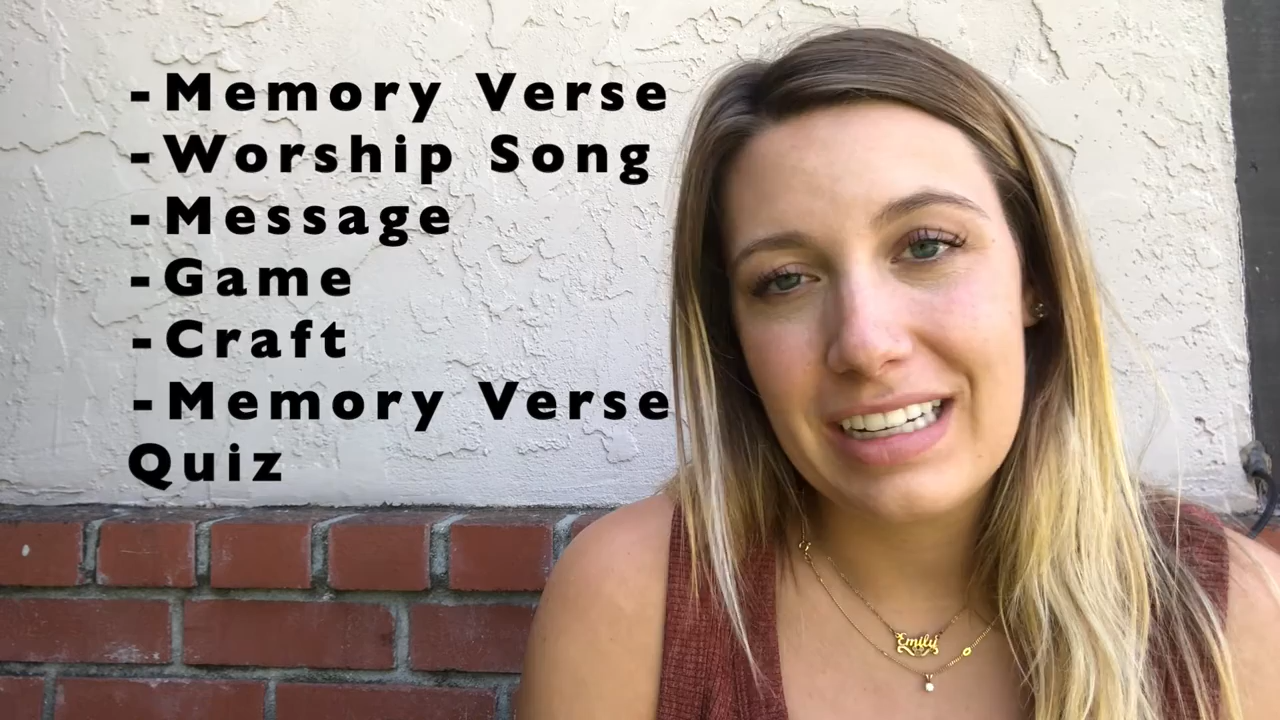 -Memory Verse
-Worship Song
-Message
-Game
-Craft
-Memory Verse
Quiz
Emily